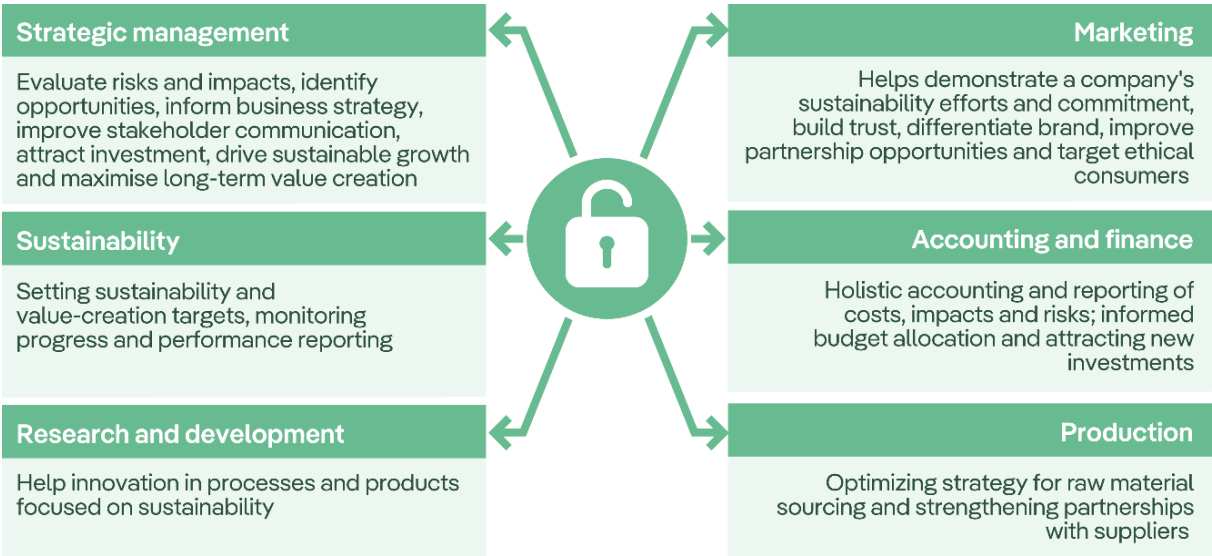 Strategic management
Evaluate risks and impacts, identify
opportunities, inform business strategy,
improve stakeholder communication,
attract investment, drive sustainable growth
and maximise long-term value creation
Sustainability
Setting sustainability and
value-creation targets, monitoring
progress and performance reporting
Research and development
Help innovation in processes and products
focused on sustainability
Marketing
Helps demonstrate a company's
sustainability efforts and commitment,
build trust, differentiate brand, improve
partnership opportunities and target ethical
consumers
Accounting and finance
Holistic accounting and reporting of
costs, impacts and risks; informed
budget allocation and attracting new
investments
Production
Optimizing strategy for raw material
sourcing and strengthening partnerships
with suppliers